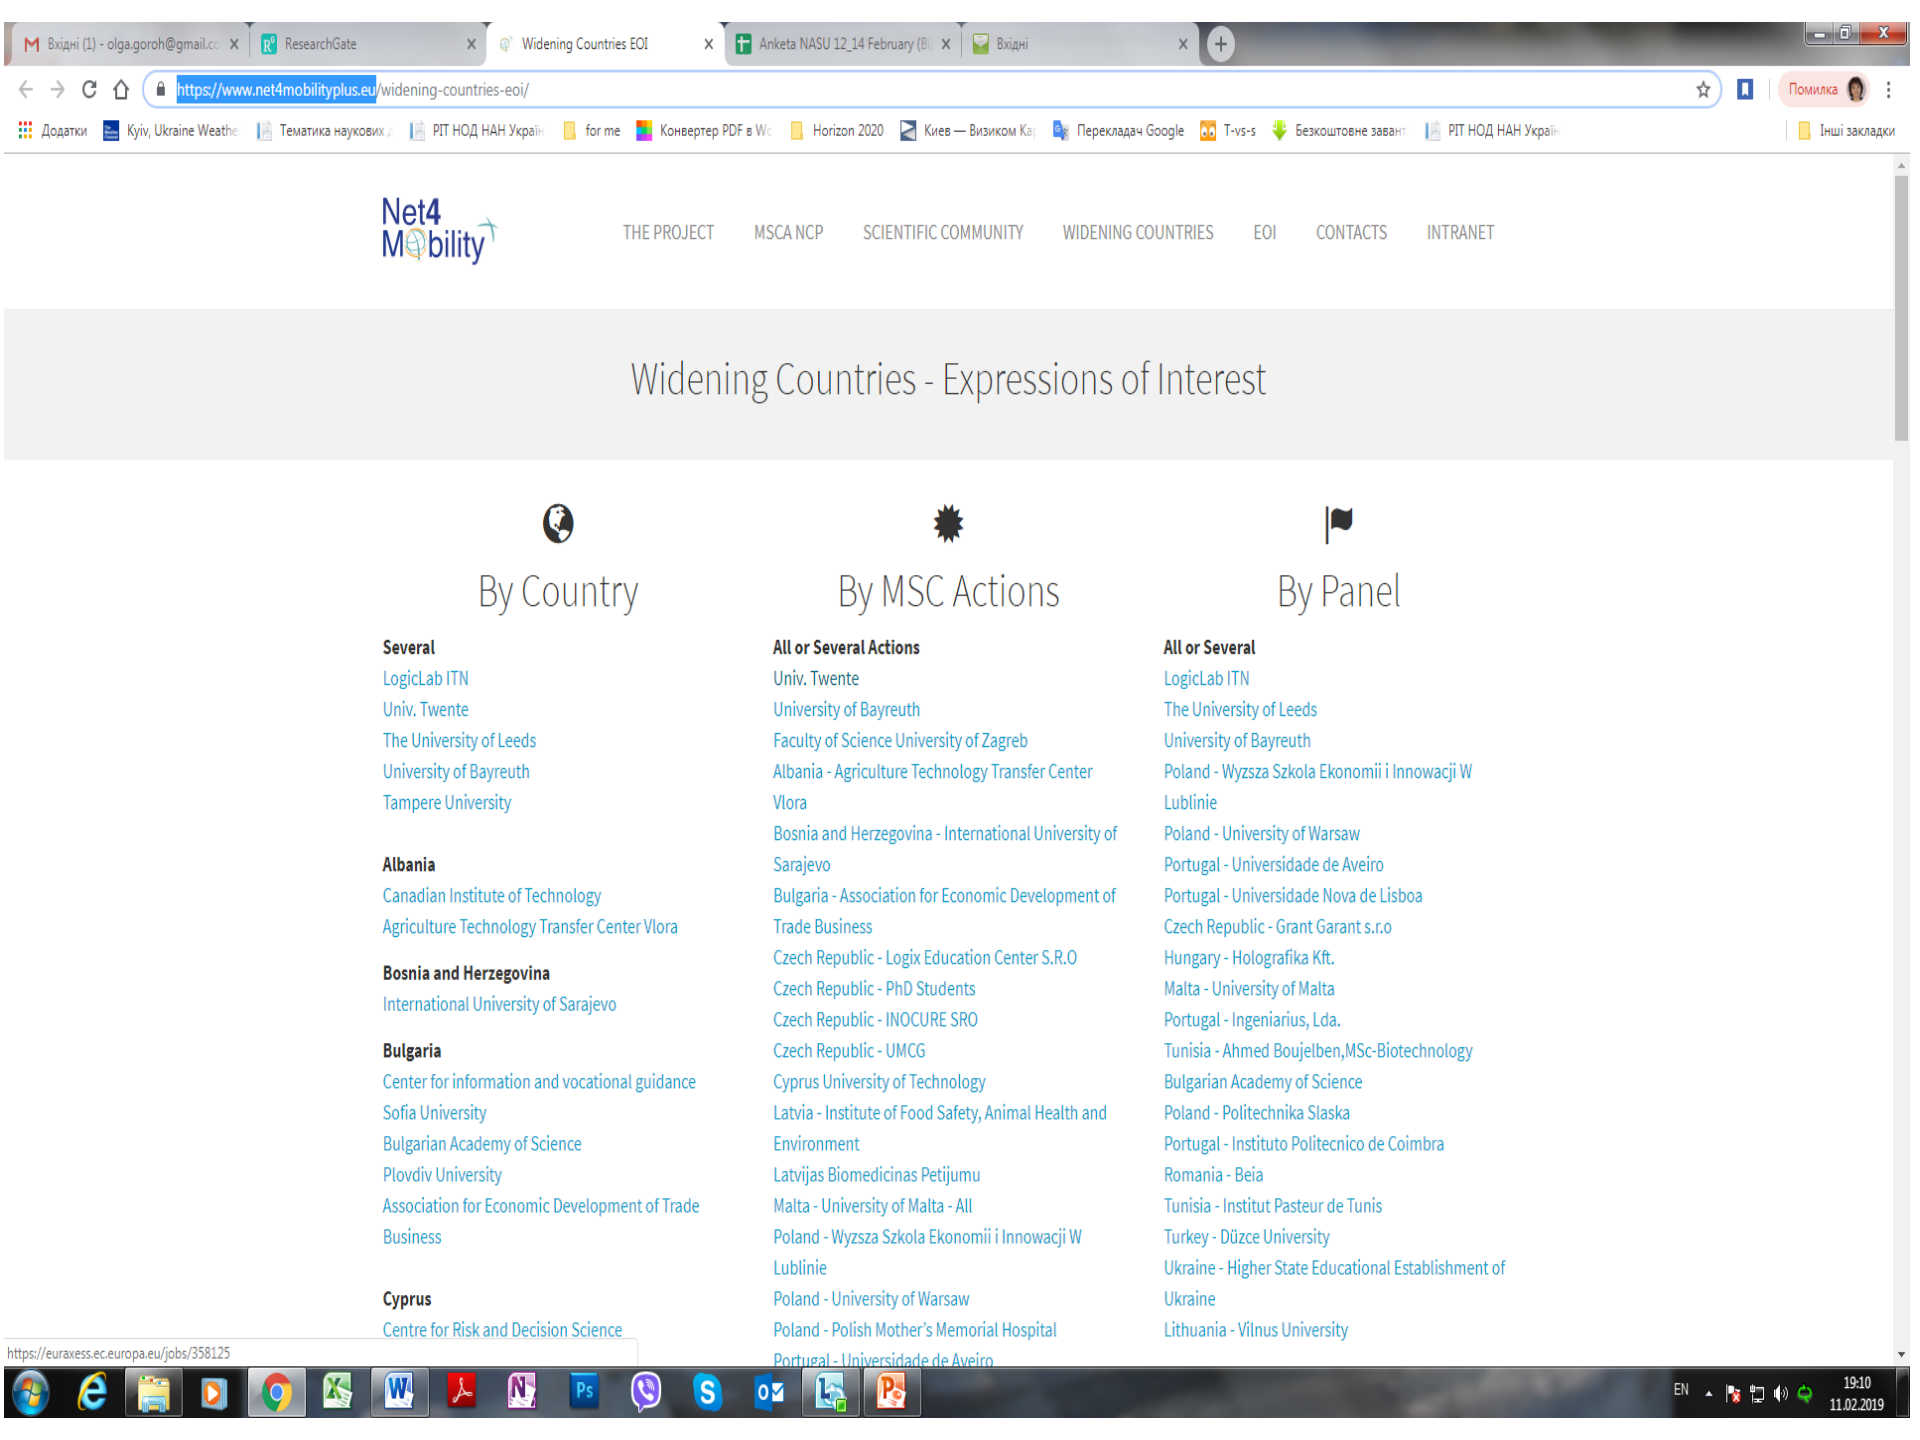 Вхідні (1) - olga.goroh@gmail.co
ResearchGate
Widening Countries EOI
Anketa NASU 12_14 February (Ві
Вхідні
https://www.net4mobilityplus.eu/widening-countries-eoi/
Помилка
Додатки
Kyiv, Ukraine Weathe
Тематика наукових д
РІТ НОД НАН Україн
for me
Конвертер PDF в Wo
Horizon 2020
Киев — Визиком Ка
Перекладач Google
T-vs-s
Безкоштовне завант
РІТ НОД НАН Україн
Інші закладки
Net4
Mobility
THE PROJECT
MSCA NCP
SCIENTIFIC COMMUNITY
WIDENING COUNTRIES
EOI
CONTACTS
INTRANET
Widening Countries - Expressions of Interest
By Country
Several
LogicLab ITN
Univ. Twente
The University of Leeds
University of Bayreuth
Tampere University
Albania
Canadian Institute of Technology
Agriculture Technology Transfer Center Vlora
Bosnia and Herzegovina
International University of Sarajevo
Bulgaria
Center for information and vocational guidance
Sofia University
Bulgarian Academy of Science
Plovdiv University
Association for Economic Development of Trade
Business
Cyprus
Centre for Risk and Decision Science
By MSC Actions
All or Several Actions
Univ. Twente
University of Bayreuth
Faculty of Science University of Zagreb
Albania - Agriculture Technology Transfer Center
Vlora
Bosnia and Herzegovina - International University of
Sarajevo
Bulgaria - Association for Economic Development of
Trade Business
Czech Republic - Logix Education Center S.R.O
Czech Republic - PhD Students
Czech Republic - INOCURE SRO
Czech Republic - UMCG
Cyprus University of Technology
Latvia - Institute of Food Safety, Animal Health and
Environment
Latvijas Biomedicinas Petijumu
Malta - University of Malta - All
Poland - Wyzsza Szkola Ekonomii i Innowacji W
Lublinie
Poland - University of Warsaw
Poland - Polish Mother's Memorial Hospital
Portugal - Universidade de Aveiro
By Panel
All or Several
LogicLab ITN
The University of Leeds
University of Bayreuth
Poland - Wyzsza Szkola Ekonomii i Innowacji W
Lublinie
Poland - University of Warsaw
Portugal - Universidade de Aveiro
Portugal - Universidade Nova de Lisboa
Czech Republic - Grant Garant s.r.o
Hungary - Holografika Kft.
Malta - University of Malta
Portugal - Ingeniarius, Lda.
Tunisia - Ahmed Boujelben,MSc-Biotechnology
Bulgarian Academy of Science
Poland - Politechnika Slaska
Portugal - Instituto Politecnico de Coimbra
Romania - Beia
Tunisia - Institut Pasteur de Tunis
Turkey - Düzce University
Ukraine - Higher State Educational Establishment of
Ukraine
Lithuania - Vilnus University
https://euraxess.ec.europa.eu/jobs/358125
EN
19:10
11.02.2019